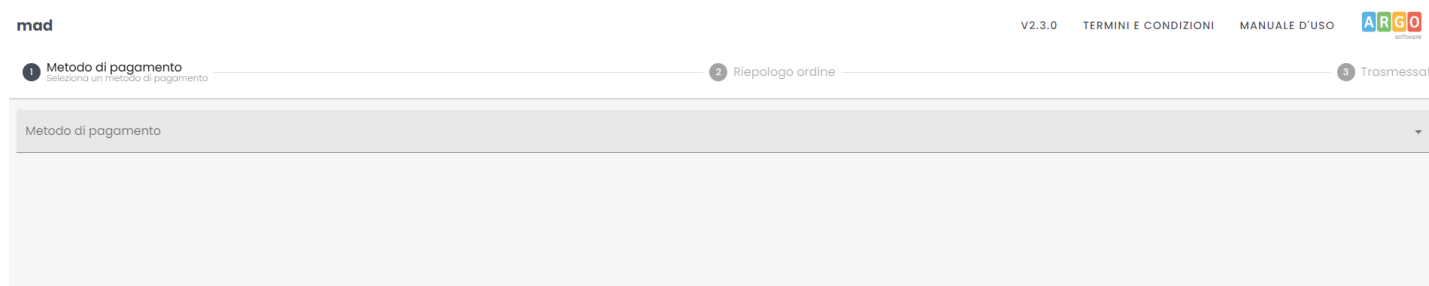 mad
V2.3.0 TERMINI E CONDIZIONI MANUALE D'USO ARGO
software
1 Metodo di pagamento
Seleziona un metodo di pagamento
2 Riepologo ordine
3 Trasmessa!
Metodo di pagamento